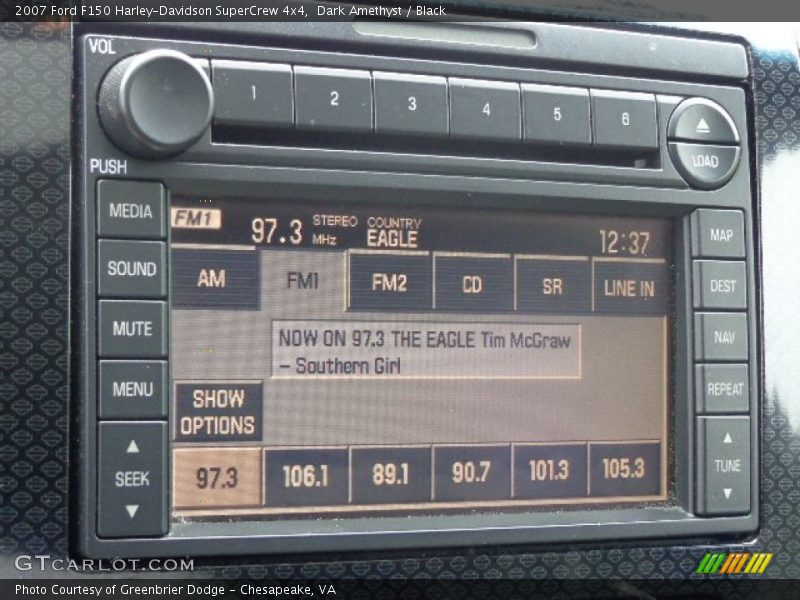 2007 Ford F150 Harley-Davidson SuperCrew 4x4, Dark Amethyst / Black
VOL
1 2 3 4 5 6
LOAD
PUSH
MEDIA
SOUND
MUTE
MENU
SEEK
FM1 97.3 MHz STEREO COUNTRY EAGLE 12:37
AM FM1 FM2 CD SR LINE IN
NOW ON 97.3 THE EAGLE Tim McGraw
- Southern Girl
SHOW
OPTIONS
97.3 106.1 89.1 90.7 101.3 105.3
MAP
DEST
NAV
REPEAT
TUNE
GTcarlot.com
Photo Courtesy of Greenbrier Dodge - Chesapeake, VA